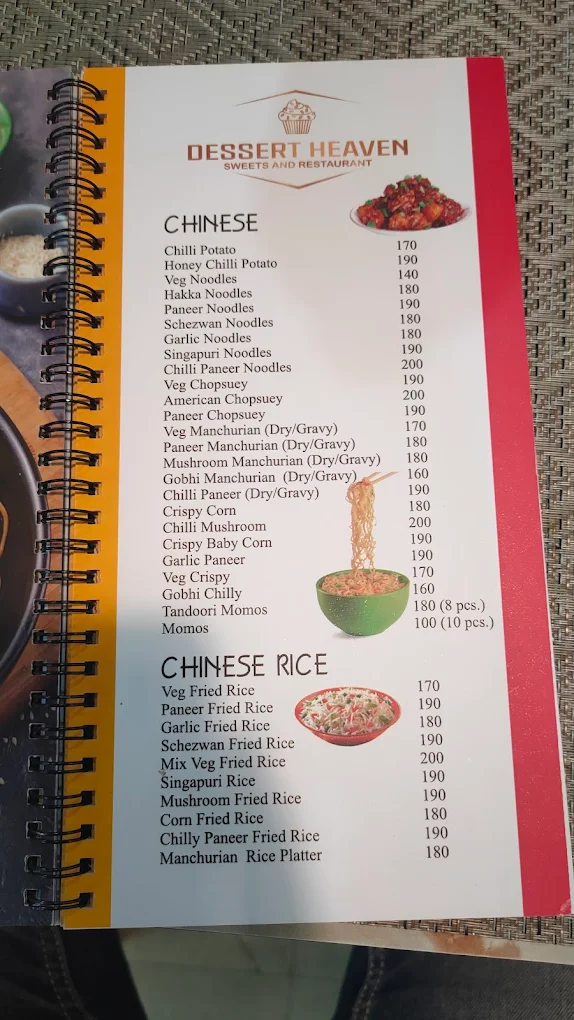 DESSERT HEAVEN
SWEETS AND RESTAURANT
CHINESE
Chilli Potato 170
Honey Chilli Potato 190
Veg Noodles 140
Hakka Noodles 180
Paneer Noodles 190
Schezwan Noodles 180
Garlic Noodles 180
Singapuri Noodles 190
Chilli Paneer Noodles 200
Veg Chopsuey 190
American Chopsuey 200
Paneer Chopsuey 190
Veg Manchurian (Dry/Gravy) 170
Paneer Manchurian (Dry/Gravy) 180
Mushroom Manchurian (Dry/Gravy) 180
Gobhi Manchurian (Dry/Gravy) 160
Chilli Paneer (Dry/Gravy) 190
Crispy Corn 180
Chilli Mushroom 200
Crispy Baby Corn 190
Garlic Paneer 190
Veg Crispy 170
Gobhi Chilly 160
Tandoori Momos 180 (8 pcs.)
Momos 100 (10 pcs.)
CHINESE RICE
Veg Fried Rice 170
Paneer Fried Rice 190
Garlic Fried Rice 180
Schezwan Fried Rice 190
Mix Veg Fried Rice 200
Singapuri Rice 190
Mushroom Fried Rice 190
Corn Fried Rice 180
Chilly Paneer Fried Rice 190
Manchurian Rice Platter 180